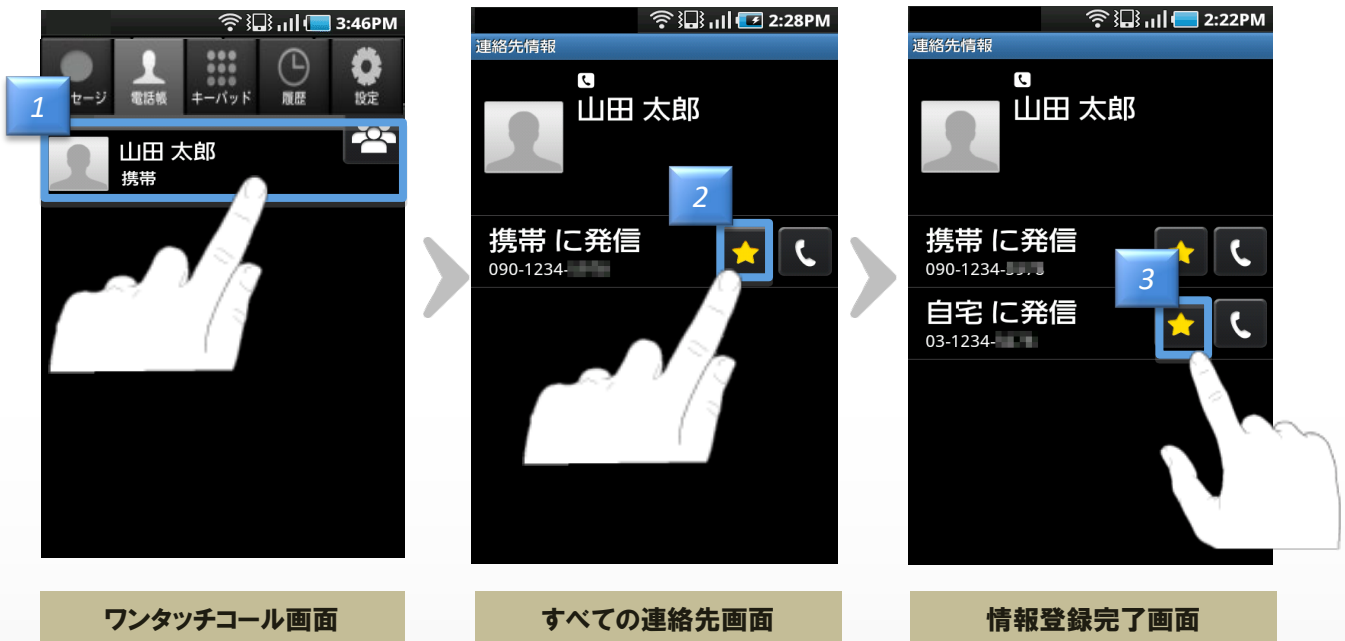 3:46PM
セージ
電話帳
キーパッド
履歴
設定
1
山田 太郎
携帯
ワンタッチコール画面
2:28PM
連絡先情報
山田 太郎
2
携帯 に発信
090-1234-
すべての連絡先画面
2:22PM
連絡先情報
山田 太郎
携帯 に発信
090-1234-
3
自宅 に発信
03-1234-
情報登録完了画面